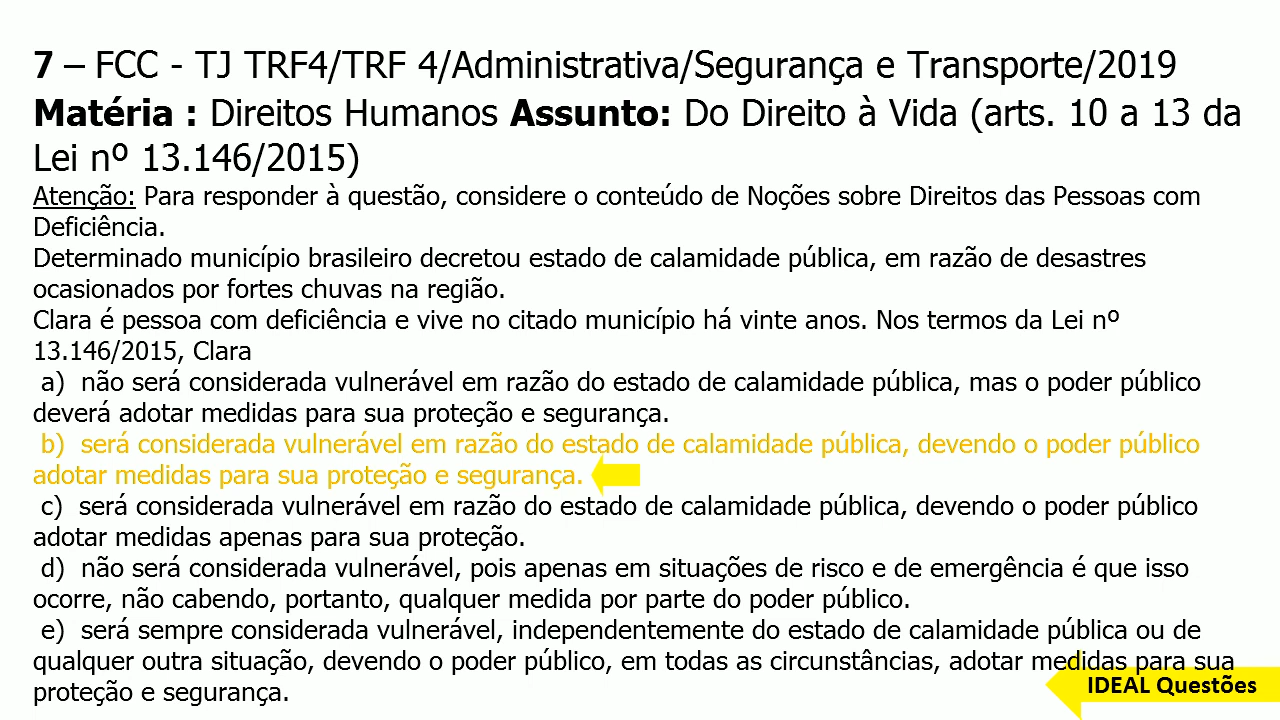 7 – FCC - TJ TRF4/TRF 4/Administrativa/Segurança e Transporte/2019
Matéria : Direitos Humanos Assunto: Do Direito à Vida (arts. 10 a 13 da
Lei nº 13.146/2015)
Atenção: Para responder à questão, considere o conteúdo de Noções sobre Direitos das Pessoas com
Deficiência.
Determinado município brasileiro decretou estado de calamidade pública, em razão de desastres
ocasionados por fortes chuvas na região.
Clara é pessoa com deficiência e vive no citado município há vinte anos. Nos termos da Lei nº
13.146/2015, Clara
a) não será considerada vulnerável em razão do estado de calamidade pública, mas o poder público
deverá adotar medidas para sua proteção e segurança.
b) será considerada vulnerável em razão do estado de calamidade pública, devendo o poder público
adotar medidas para sua proteção e segurança.
c) será considerada vulnerável em razão do estado de calamidade pública, devendo o poder público
adotar medidas apenas para sua proteção.
d) não será considerada vulnerável, pois apenas em situações de risco e de emergência é que isso
ocorre, não cabendo, portanto, qualquer medida por parte do poder público.
e) será sempre considerada vulnerável, independentemente do estado de calamidade pública ou de
qualquer outra situação, devendo o poder público, em todas as circunstâncias, adotar medidas para sua
proteção e segurança.
IDEAL Questões